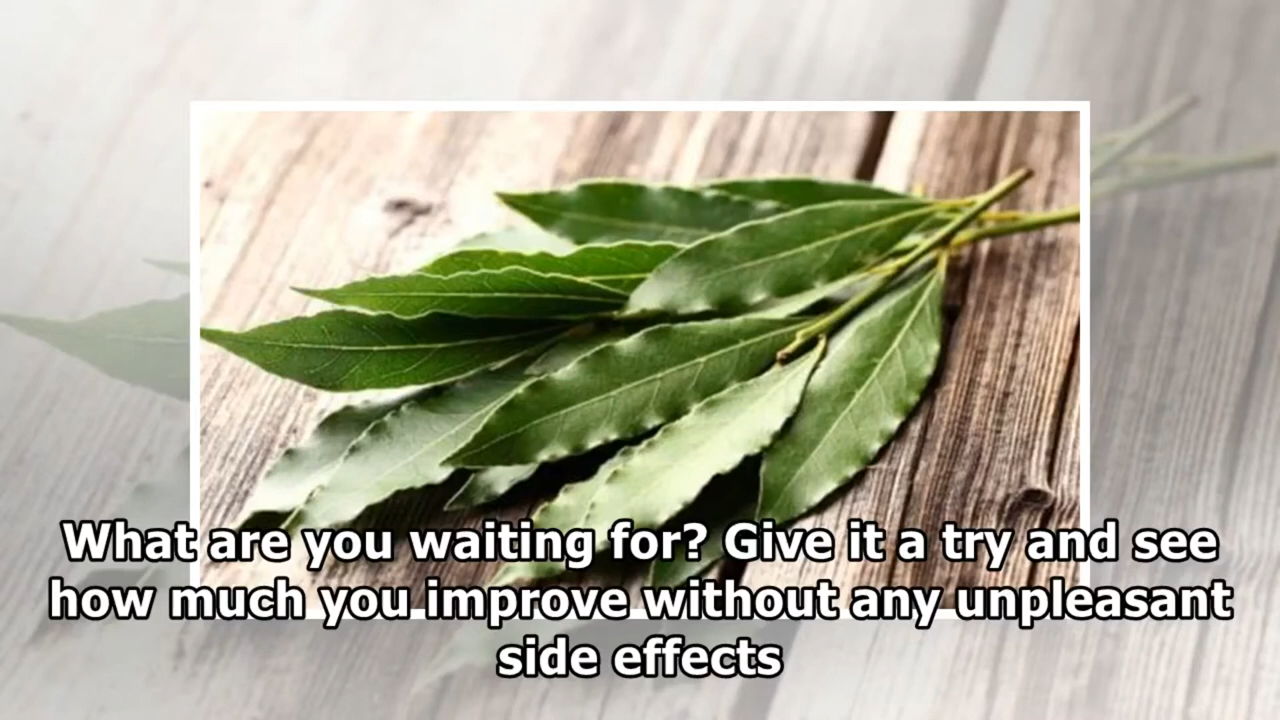 What are you waiting for? Give it a try and see
how much you improve without any unpleasant
side effects